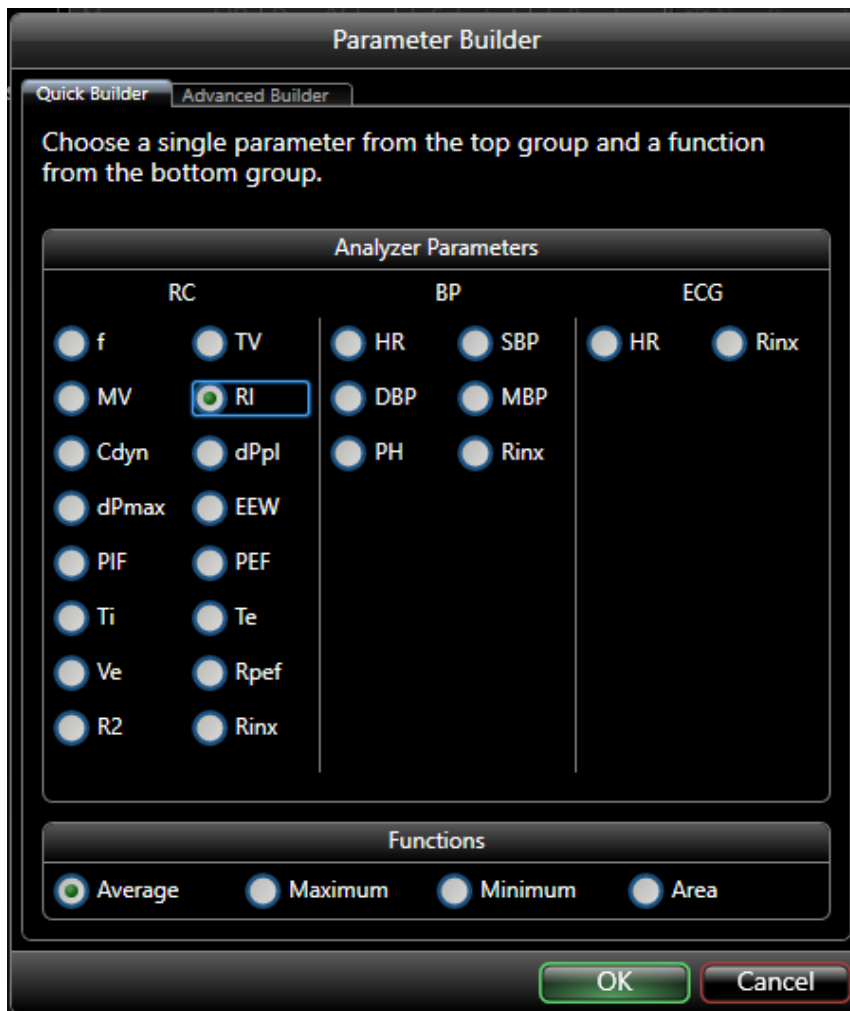 Parameter Builder
Quick Builder Advanced Builder
Choose a single parameter from the top group and a function
from the bottom group.
Analyzer Parameters
RC BP ECG
f TV HR SBP HR Rinx
MV RI DBP MBP
Cdyn dPpl PH Rinx
dPmax EEW
PIF PEF
Ti Te
Ve Rpef
R2 Rinx
Functions
Average Maximum Minimum Area
OK Cancel